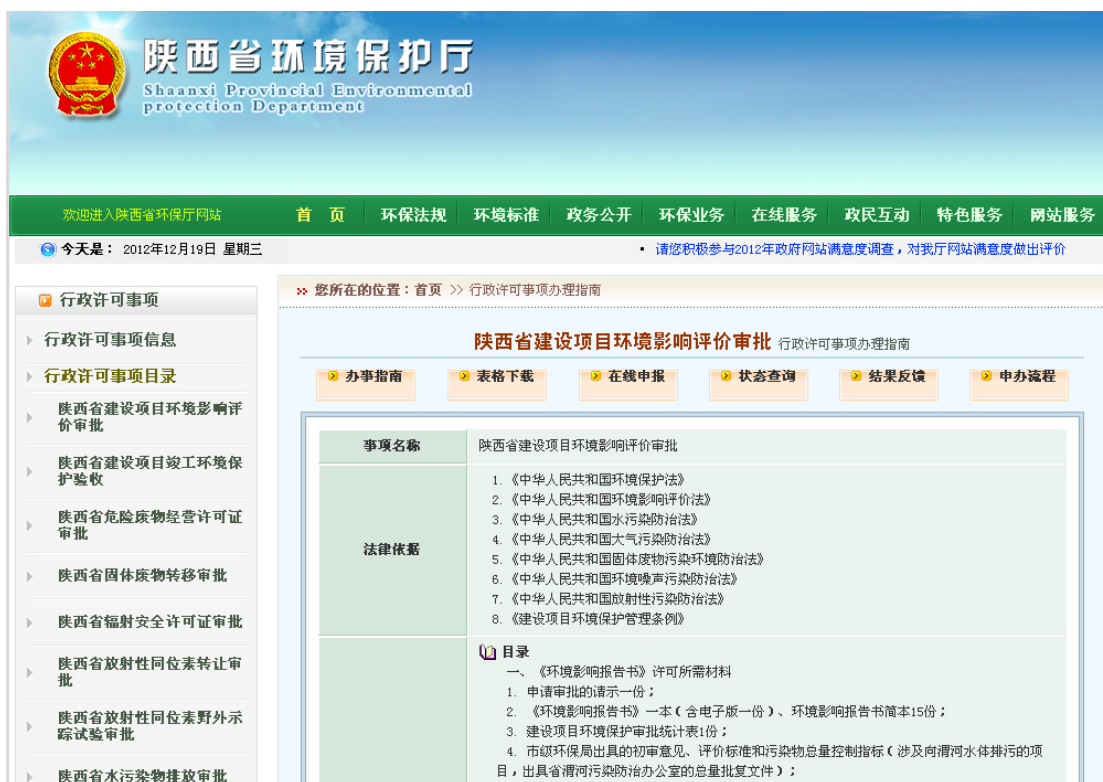 陕西省环境保护厅
Shaanxi Provincial Environmental
protection Department
欢迎进入陕西省环保厅网站
首 页 环保法规 环境标准 政务公开 环保业务 在线服务 政民互动 特色服务 网站服务
今天是： 2012年12月19日 星期三
请您积极参与2012年政府网站满意度调查，对我厅网站满意度做出评价
行政许可事项
行政许可事项信息
行政许可事项目录
陕西省建设项目环境影响评
价审批
陕西省建设项目竣工环境保
护验收
陕西省危险废物经营许可证
审批
陕西省固体废物转移审批
陕西省辐射安全许可证审批
陕西省放射性同位素转让审
批
陕西省放射性同位素野外示
踪试验审批
陕西省水污染物排放审批
您所在的位置：首页 >> 行政许可事项办理指南
陕西省建设项目环境影响评价审批 行政许可事项办理指南
办事指南 表格下载 在线申报 状态查询 结果反馈 申办流程
事项名称 陕西省建设项目环境影响评价审批
法律依据
1. 《中华人民共和国环境保护法》
2. 《中华人民共和国环境影响评价法》
3. 《中华人民共和国水污染防治法》
4. 《中华人民共和国大气污染防治法》
5. 《中华人民共和国固体废物污染环境防治法》
6. 《中华人民共和国环境噪声污染防治法》
7. 《中华人民共和国放射性污染防治法》
8. 《建设项目环境保护管理条例》
目录
一、《环境影响报告书》许可所需材料
1. 申请审批的请示一份；
2. 《环境影响报告书》一本（含电子版一份）、环境影响报告书简本15份；
3. 建设项目环境保护审批统计表1份；
4. 市级环保局出具的初审意见、评价标准和污染物总量控制指标（涉及向渭河水体排污的项
目，出具省渭河污染防治办公室的总量批复文件）；